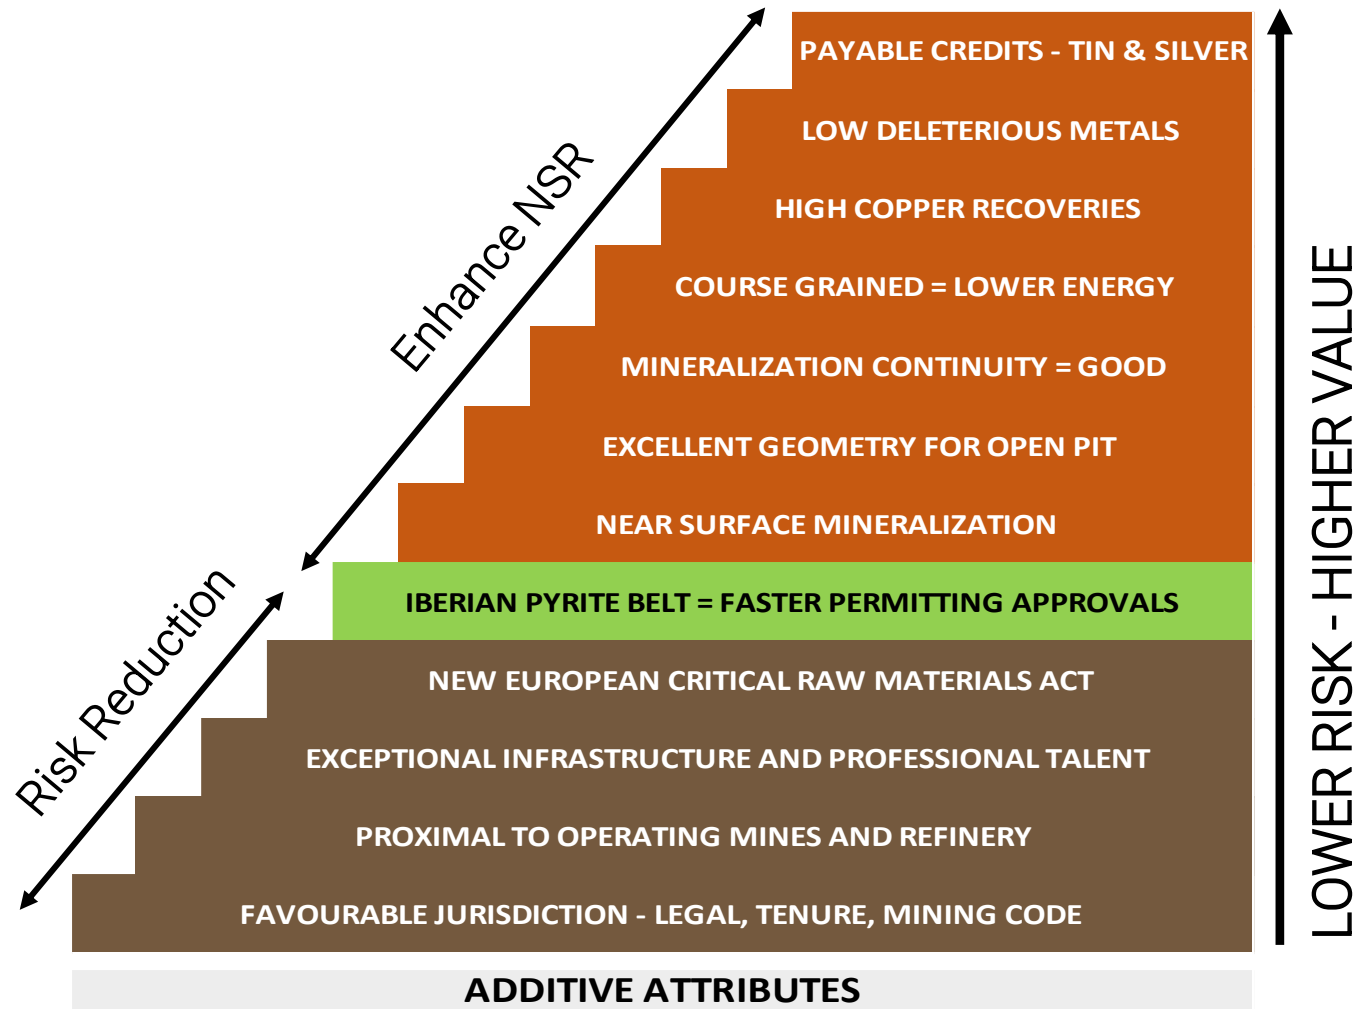 PAYABLE CREDITS - TIN & SILVER
LOW DELETERIOUS METALS
HIGH COPPER RECOVERIES
COURSE GRAINED = LOWER ENERGY
MINERALIZATION CONTINUITY = GOOD
EXCELLENT GEOMETRY FOR OPEN PIT
NEAR SURFACE MINERALIZATION
IBERIAN PYRITE BELT = FASTER PERMITTING APPROVALS
NEW EUROPEAN CRITICAL RAW MATERIALS ACT
EXCEPTIONAL INFRASTRUCTURE AND PROFESSIONAL TALENT
PROXIMAL TO OPERATING MINES AND REFINERY
FAVOURABLE JURISDICTION - LEGAL, TENURE, MINING CODE
ADDITIVE ATTRIBUTES
Enhance NSR
Risk Reduction
LOWER RISK - HIGHER VALUE